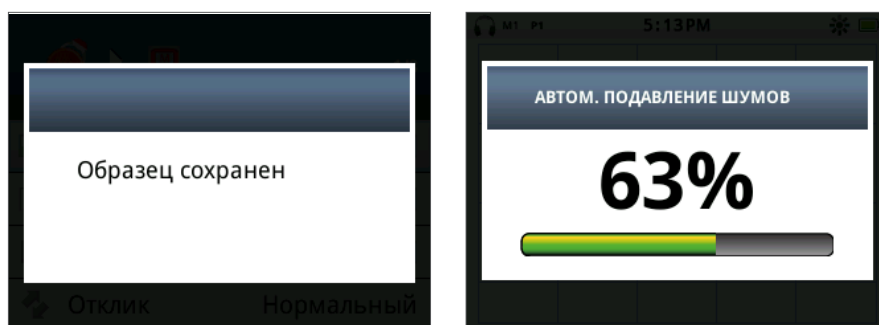 Образец сохранен
Отклик Нормальный
M1 P1 5:13PM
АВТОМ. ПОДАВЛЕНИЕ ШУМОВ
63%